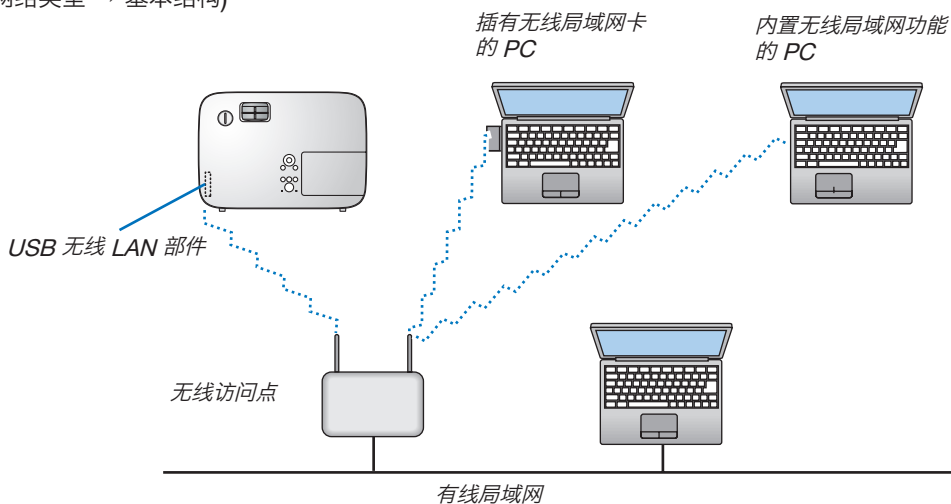 网络类型 → 基本结构)
插有无线局域网卡
的 PC
内置无线局域网功能
的 PC
USB 无线 LAN 部件
无线访问点
有线局域网